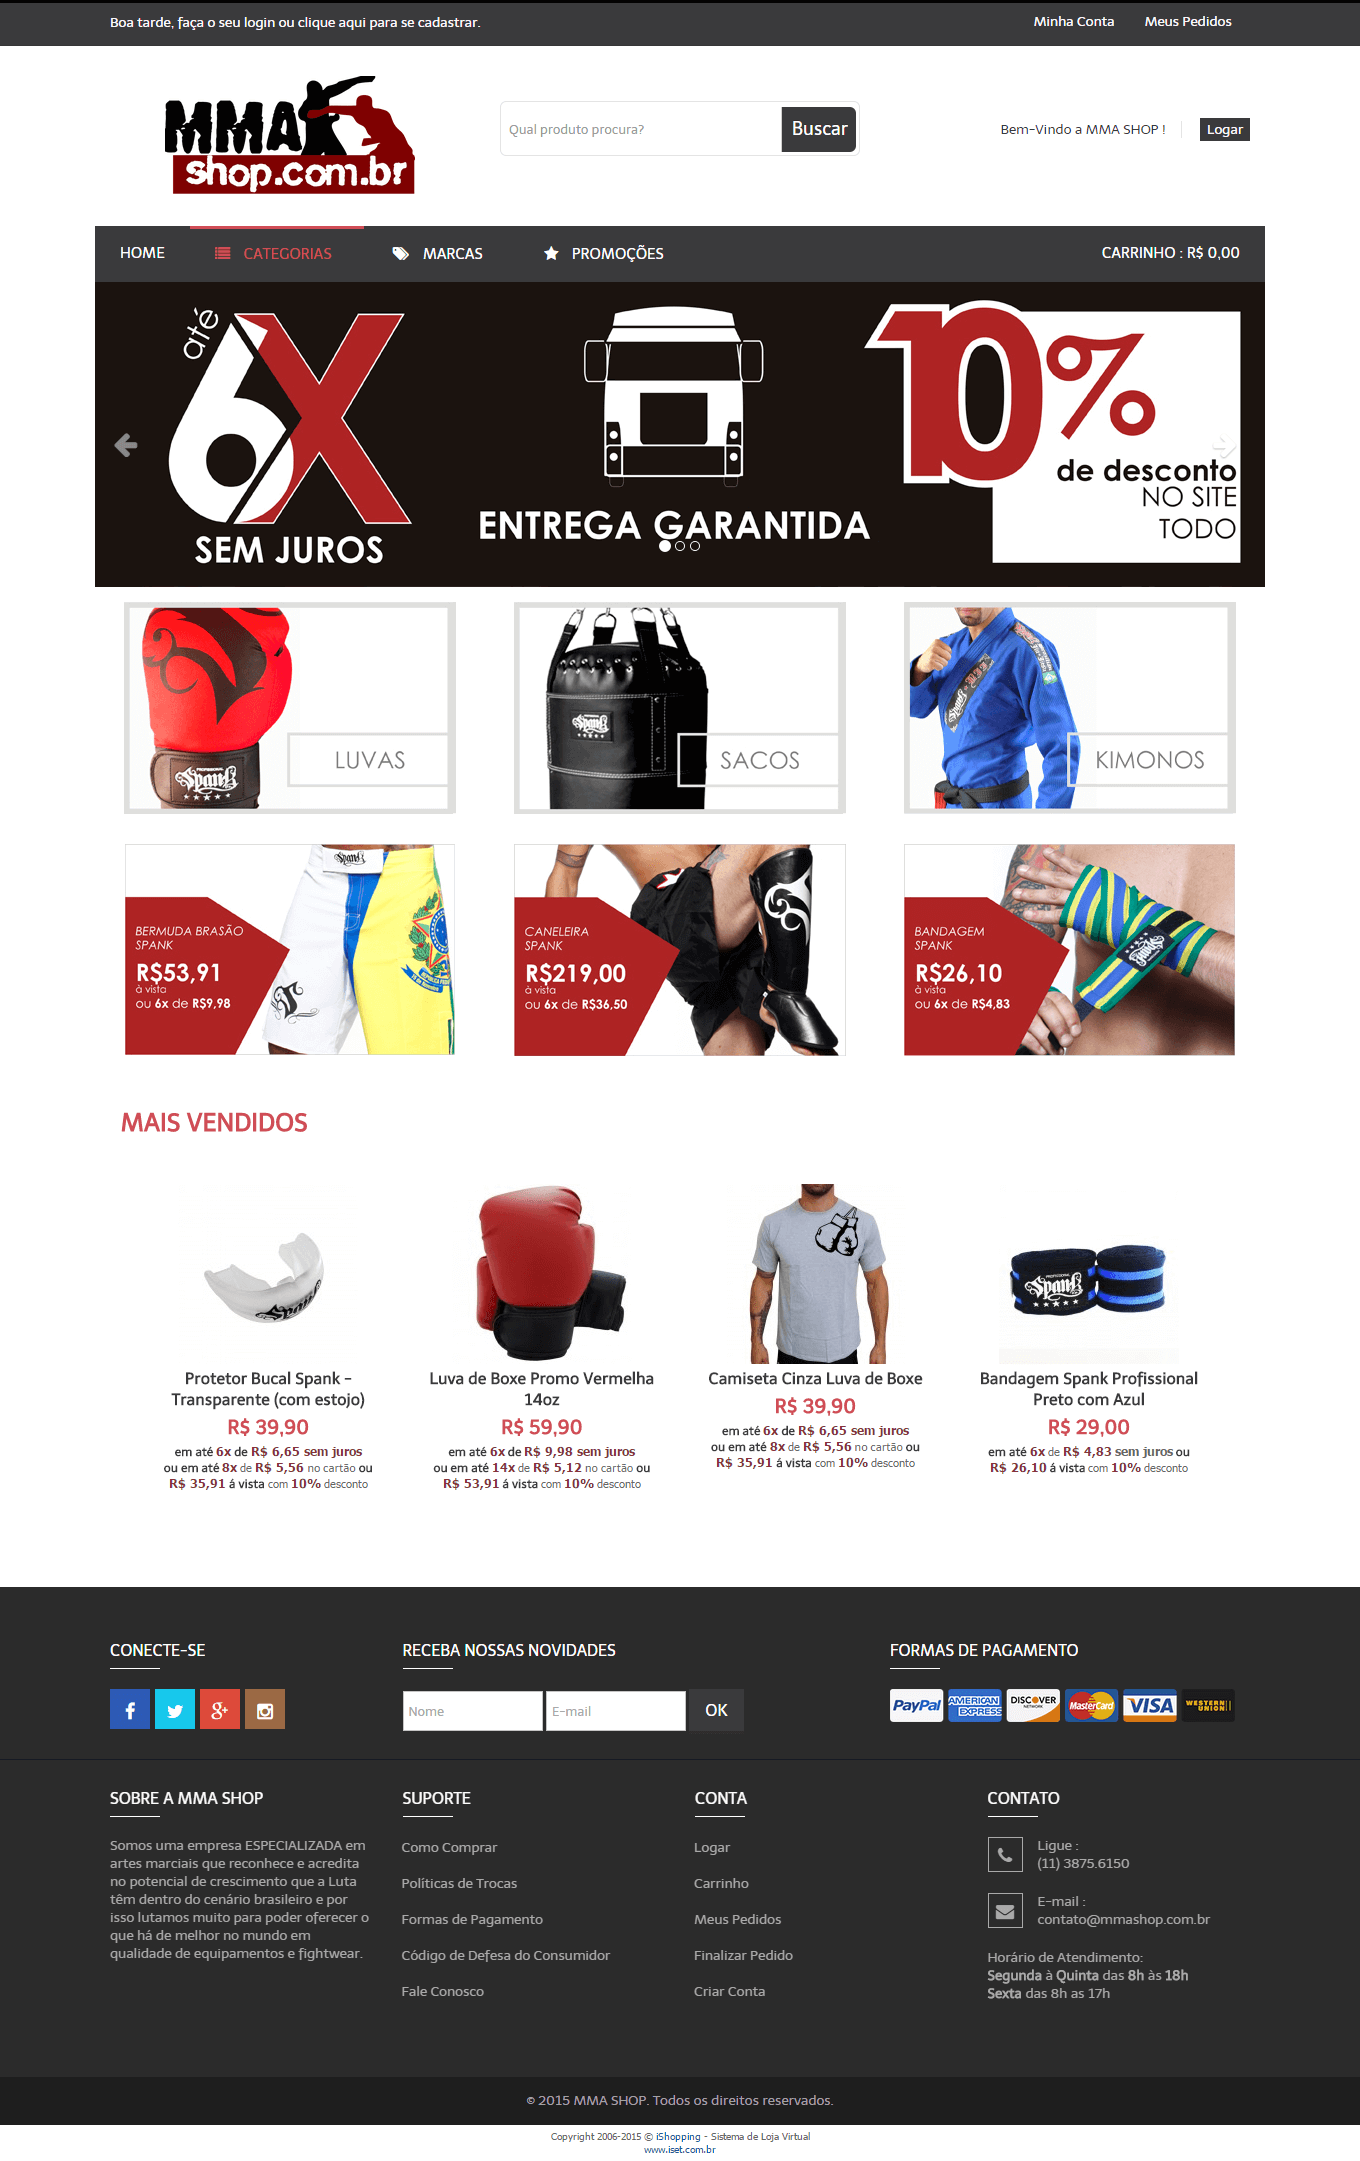 Boa tarde, faça o seu login ou clique aqui para se cadastrar.
Minha Conta
Meus Pedidos
MMA
shop.com.br
Qual produto procura?
Buscar
Bem-Vindo a MMA SHOP !
Logar
HOME
CATEGORIAS
MARCAS
PROMOÇÕES
CARRINHO : R$ 0,00
até
6X
SEM JUROS
ENTREGA GARANTIDA
10%
de desconto
NO SITE
TODO
PROFISSIONAL
Spank
LUVAS
Spank
SACOS
Spank
KIMONOS
Spank
BERMUDA BRASÃO
SPANK
R$53,91
à vista
ou 6x de R$9,98
CANELEIRA
SPANK
R$219,00
à vista
ou 6x de R$36,50
Spank
BANDAGEM
SPANK
R$26,10
à vista
ou 6x de R$4,83
MAIS VENDIDOS
Spank
PROFISSIONAL
Spank
Protetor Bucal Spank -
Transparente (com estojo)
R$ 39,90
em até 6x de R$ 6,65 sem juros
ou em até 8x de R$ 5,56 no cartão ou
R$ 35,91 á vista com 10% desconto
Luva de Boxe Promo Vermelha
14oz
R$ 59,90
em até 6x de R$ 9,98 sem juros
ou em até 14x de R$ 5,12 no cartão ou
R$ 53,91 á vista com 10% desconto
Camiseta Cinza Luva de Boxe
R$ 39,90
em até 6x de R$ 6,65 sem juros
ou em até 8x de R$ 5,56 no cartão ou
R$ 35,91 á vista com 10% desconto
Bandagem Spank Profissional
Preto com Azul
R$ 29,00
em até 6x de R$ 4,83 sem juros ou
R$ 26,10 á vista com 10% desconto
CONECTE-SE
RECEBA NOSSAS NOVIDADES
Nome
E-mail
OK
FORMAS DE PAGAMENTO
PayPal
AMERICAN EXPRESS
DISCOVER NETWORK
MasterCard
VISA
WESTERN UNION
SOBRE A MMA SHOP
Somos uma empresa ESPECIALIZADA em
artes marciais que reconhece e acredita
no potencial de crescimento que a Luta
têm dentro do cenário brasileiro e por
isso lutamos muito para poder oferecer o
que há de melhor no mundo em
qualidade de equipamentos e fightwear.
SUPORTE
Como Comprar
Políticas de Trocas
Formas de Pagamento
Código de Defesa do Consumidor
Fale Conosco
CONTA
Logar
Carrinho
Meus Pedidos
Finalizar Pedido
Criar Conta
CONTATO
Ligue :
(11) 3875.6150
E-mail :
contato@mmashop.com.br
Horário de Atendimento:
Segunda à Quinta das 8h às 18h
Sexta das 8h as 17h
© 2015 MMA SHOP. Todos os direitos reservados.
Copyright 2006-2015 © iShopping - Sistema de Loja Virtual
www.iset.com.br